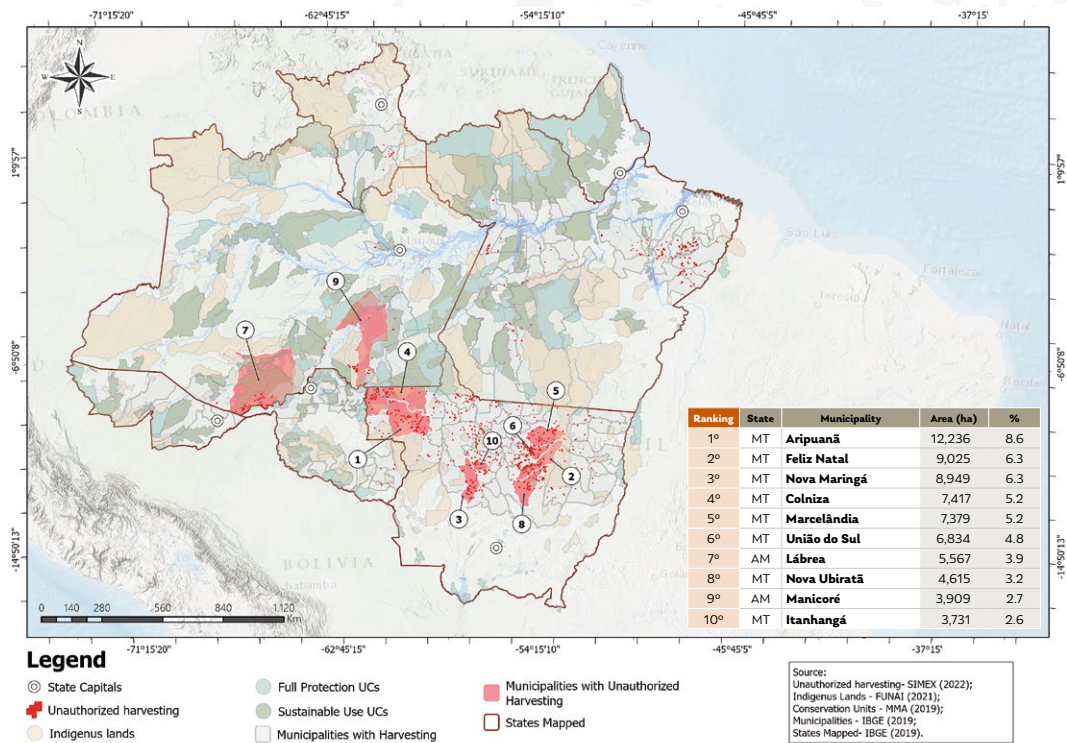 -71°15'20" -62°45'15" -54°15'10" -45°45'5" -37°15'
N
W E
S
Cayenne
GUYANA
SURINAME
FRENCH
GUIANA
COLOMBIA
1°9'57" 1°9'57"
Manaus
São Luís
Fortaleza
Teresina
Natal
Recife
9
7
4
-6°50'8" -6°50'8"
5
6
10
BRAZIL
1
2
3
8
-14°50'13" -14°50'13"
BOLIVIA
Cochabamba
0 140 280 560 840 1.120
Km
-71°15'20" -62°45'15" -54°15'10" -45°45'5" -37°15'
Ranking State Municipality Area (ha) %
1º MT Aripuanã 12,236 8.6
2º MT Feliz Natal 9,025 6.3
3º MT Nova Maringá 8,949 6.3
4º MT Colniza 7,417 5.2
5º MT Marcelândia 7,379 5.2
6º MT União do Sul 6,834 4.8
7º AM Lábrea 5,567 3.9
8º MT Nova Ubiratã 4,615 3.2
9º AM Manicoré 3,909 2.7
10º MT Itanhangá 3,731 2.6
Legend
State Capitals
Unauthorized harvesting
Indigenus lands
Full Protection UCs
Sustainable Use UCs
Municipalities with Harvesting
Municipalities with Unauthorized
Harvesting
States Mapped
Source:
Unauthorized harvesting- SIMEX (2022);
Indigenus Lands - FUNAI (2021);
Conservation Units - MMA (2019);
Municipalities - IBGE (2019;
States Mapped- IBGE (2019).